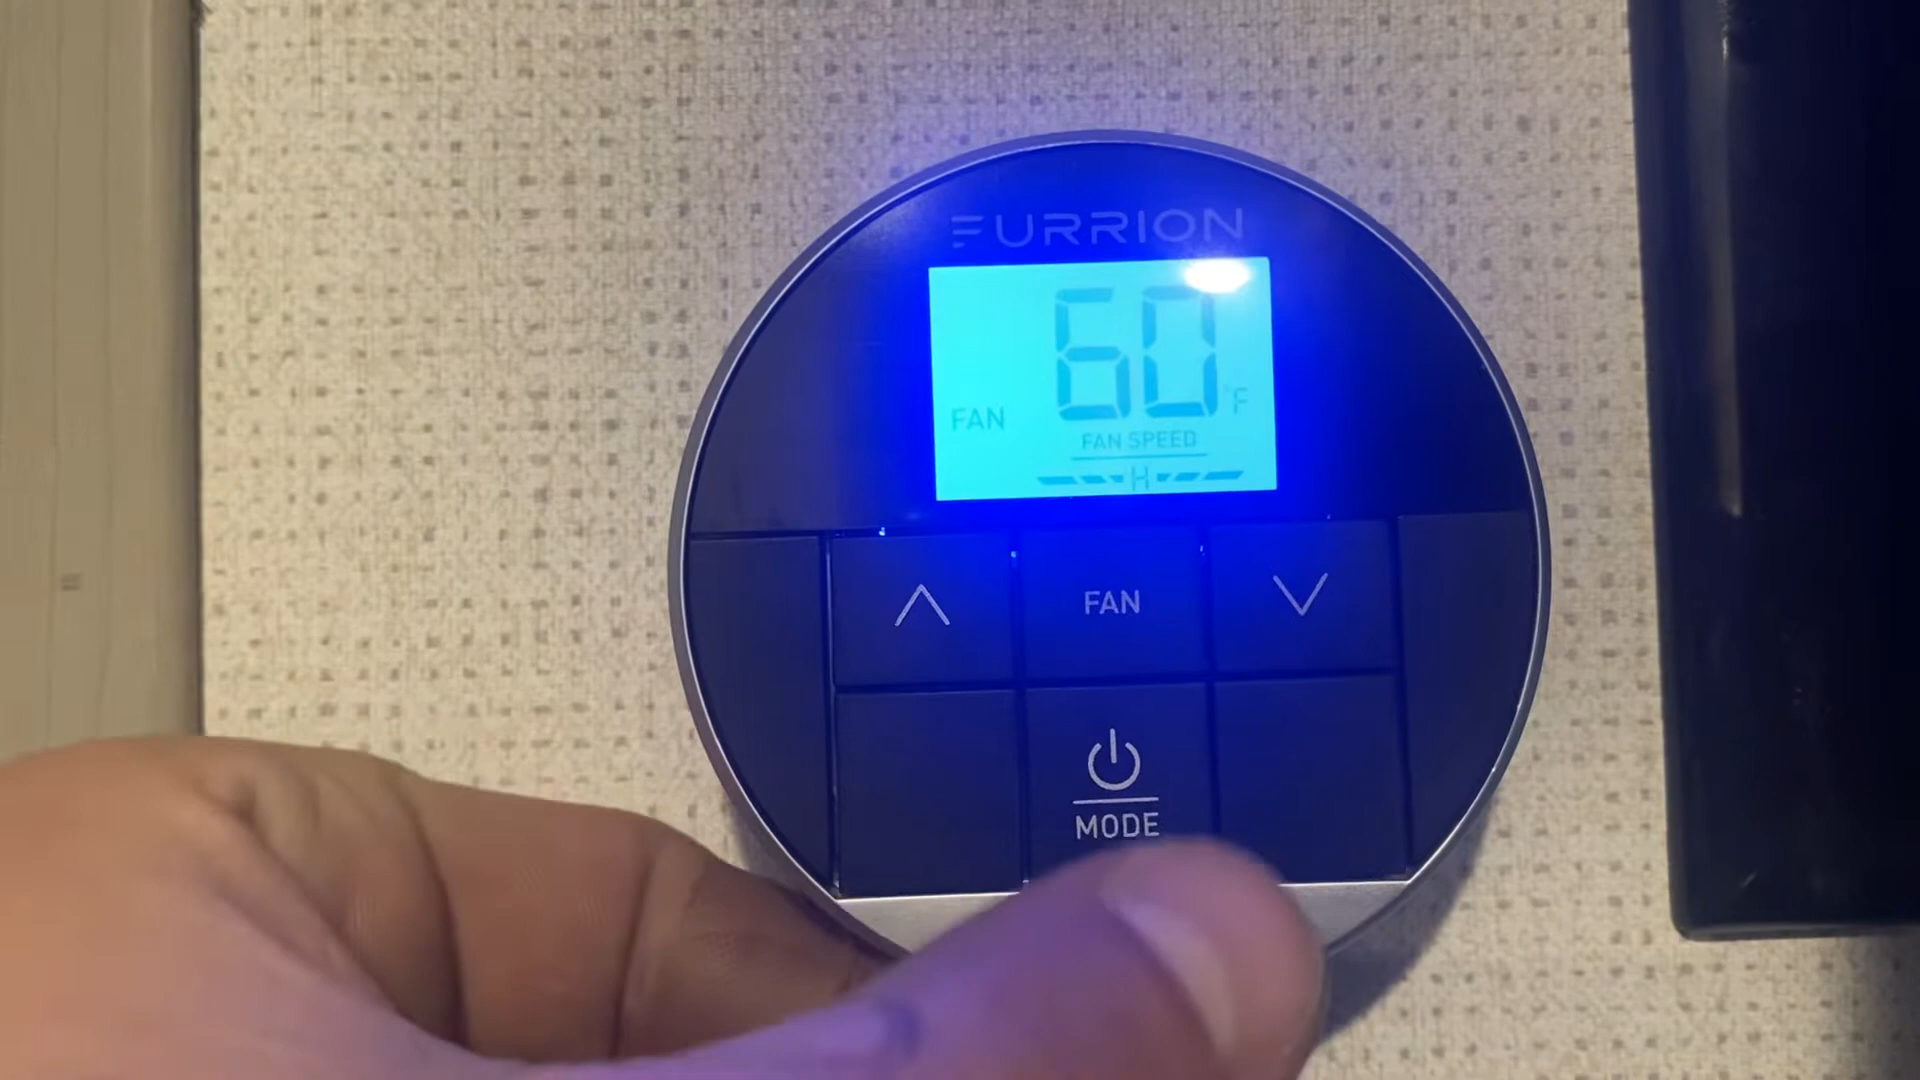 FURRION
60 °F
FAN
FAN SPEED
H
FAN
MODE